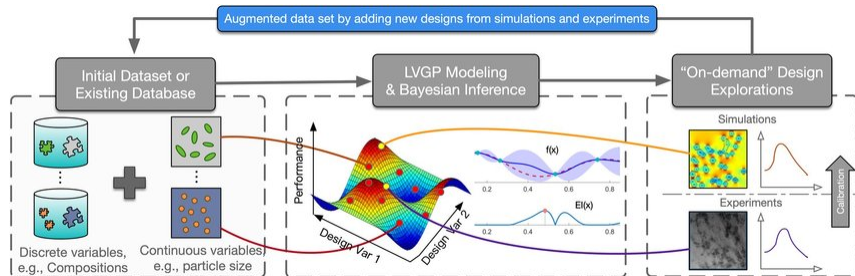 Augmented data set by adding new designs from simulations and experiments
Initial Dataset or
Existing Database
LVGP Modeling
& Bayesian Inference
“On-demand” Design
Explorations
Discrete variables,
e.g., Compositions
Continuous variables,
e.g., particle size
Performance
Design Var 1
Design Var 2
f(x)
0.2 0.4 0.6 0.8
EI(x)
0.2 0.4 0.6 0.8
Simulations
Experiments
Calibration